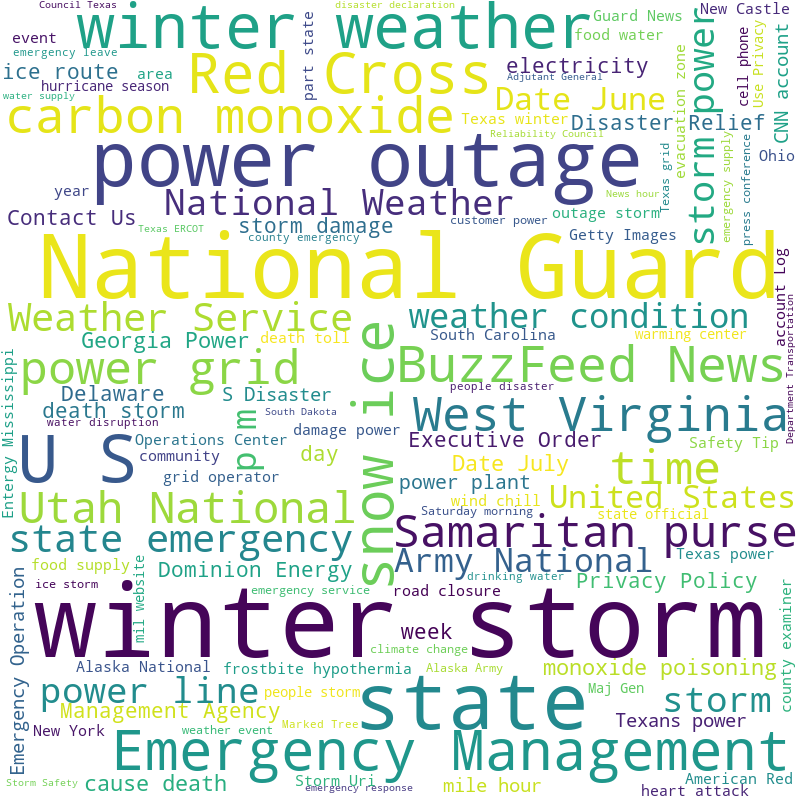 Council Texas
disaster declaration
New Castle
winter weather
Guard News
event
food water
emergency leave
part state
ice route
area
Red Cross
electricity
storm power
cell phone
Use Privacy
CNN account
hurricane season
Adjutant General
water supply
carbon monoxide
Date June
evacuation zone
Texas winter
Disaster Relief
Reliability Council
power outage
Texas grid
emergency supply
press conference
Ohio
year
National Weather
News hour
Contact Us
storm damage
customer power
outage storm
Texas ERCOT
county emergency
Getty Images
National Guard
account Log
Department Transportation
Weather Service
snow ice
weather condition
Georgia Power
death toll
South Carolina
warming center
Entergy Mississippi
power grid
BuzzFeed News
Delaware
S Disaster
people disaster
death storm
p m
South Dakota
West Virginia
water disruption
U S
Operations Center
damage power
Executive Order
Safety Tip
community
day
Date July
time
grid operator
power plant
Utah National
wind chill
United States
Saturday morning
state official
state emergency
Samaritan purse
Army National
Texas power
food supply
Dominion Energy
drinking water
Privacy Policy
Emergency Operation
ice storm
mil website
emergency service
road closure
county examiner
winter storm
week
climate change
Alaska National
frostbite hypothermia
Alaska Army
monoxide poisoning
power line
people storm
state
Maj Gen
storm
Management Agency
Marked Tree
Texans power
New York
weather event
Emergency Management
Storm Safety
cause death
Storm Uri
emergency response
mile hour
American Red
heart attack